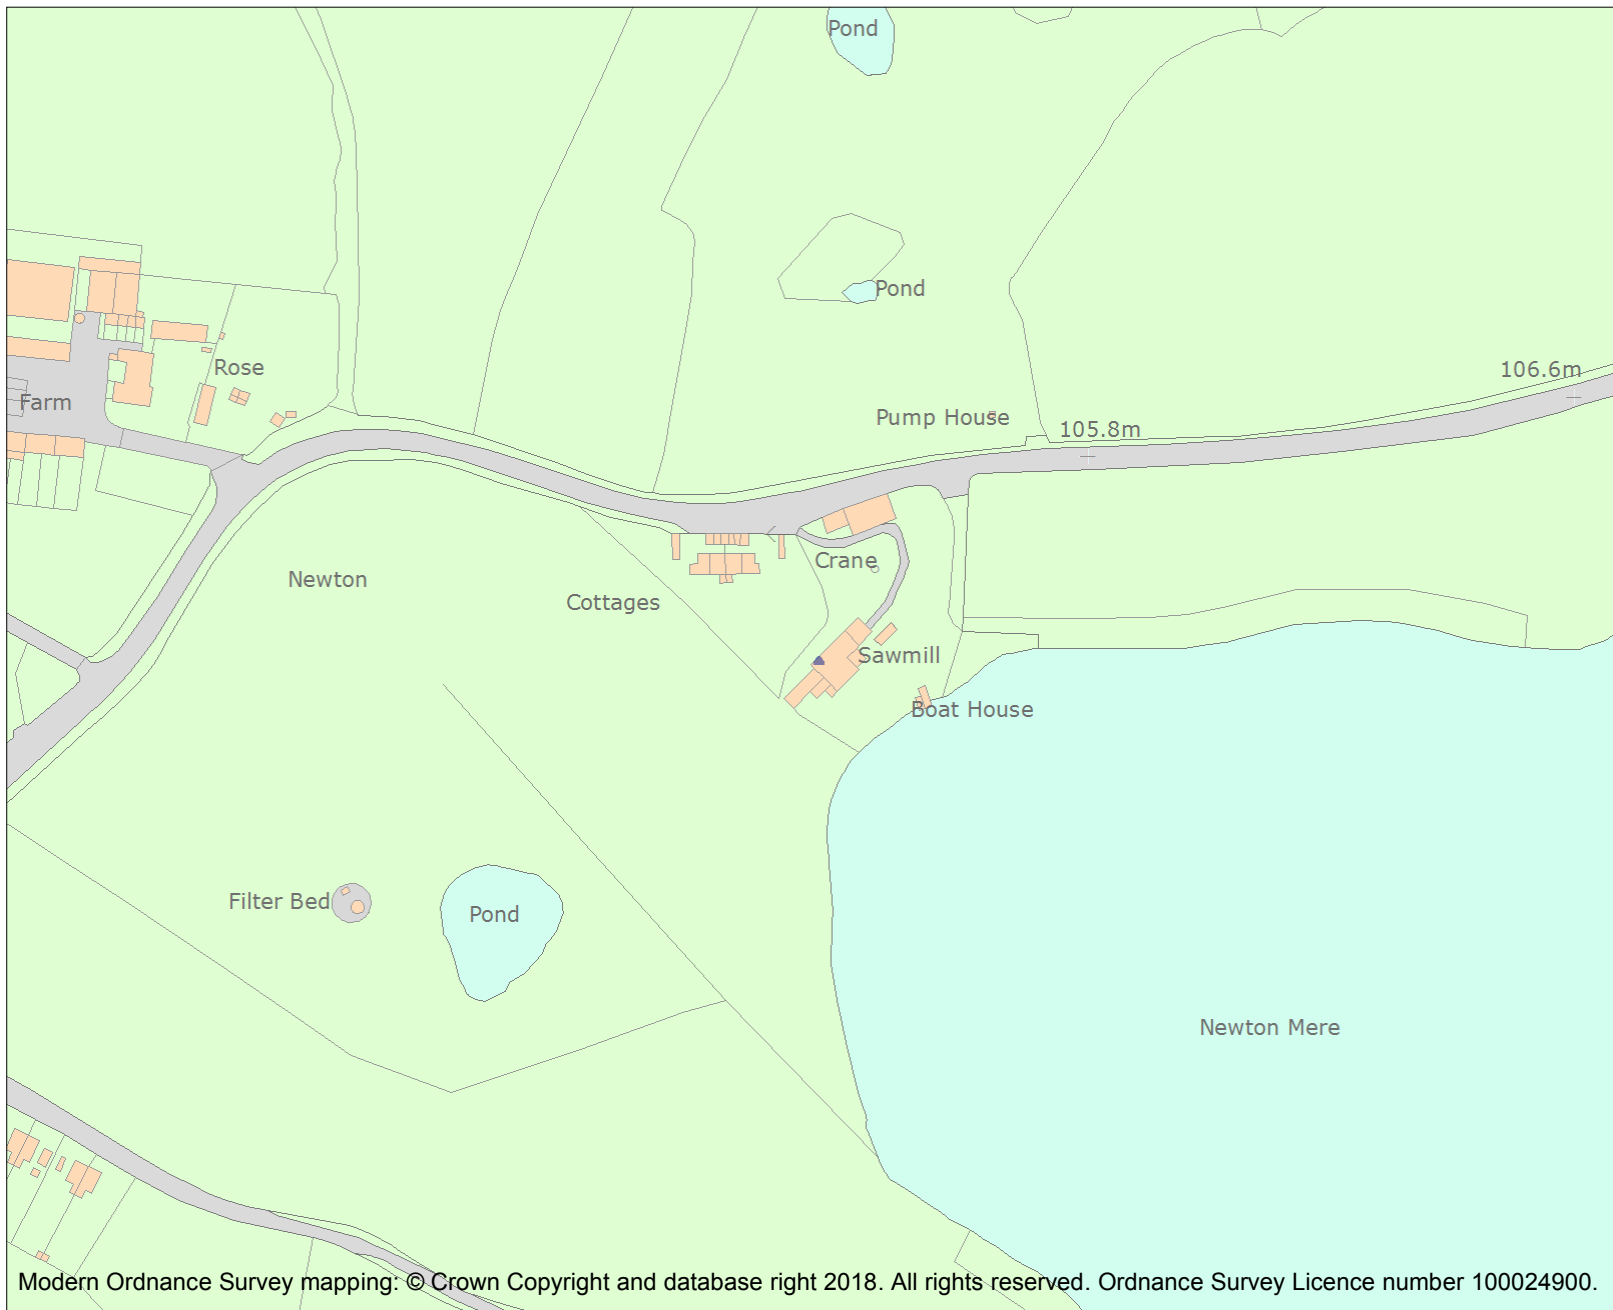 Pond
Pond
106.6m
Rose
Farm
Pump House
105.8m
Crane
Newton
Cottages
Sawmill
Boat House
Filter Bed
Pond
Newton Mere
Modern Ordnance Survey mapping: © Crown Copyright and database right 2018. All rights reserved. Ordnance Survey Licence number 100024900.